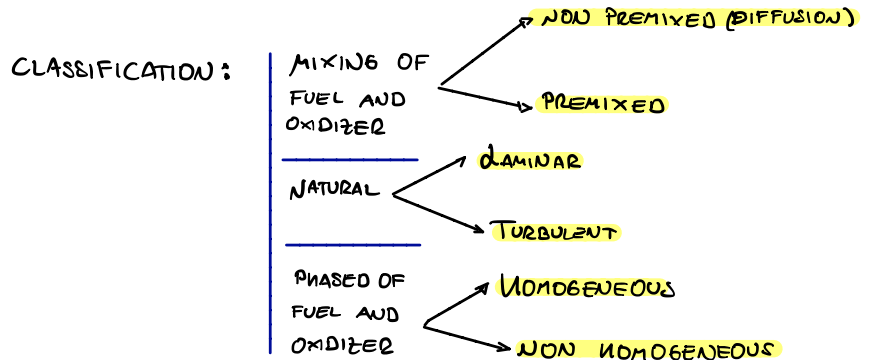 CLASSIFICATION:
MIXING OF
FUEL AND
OXIDIZER
NON PREMIXED (DIFFUSION)
PREMIXED
NATURAL
LAMINAR
TURBULENT
PHASED OF
FUEL AND
OXIDIZER
HOMOGENEOUS
NON HOMOGENEOUS